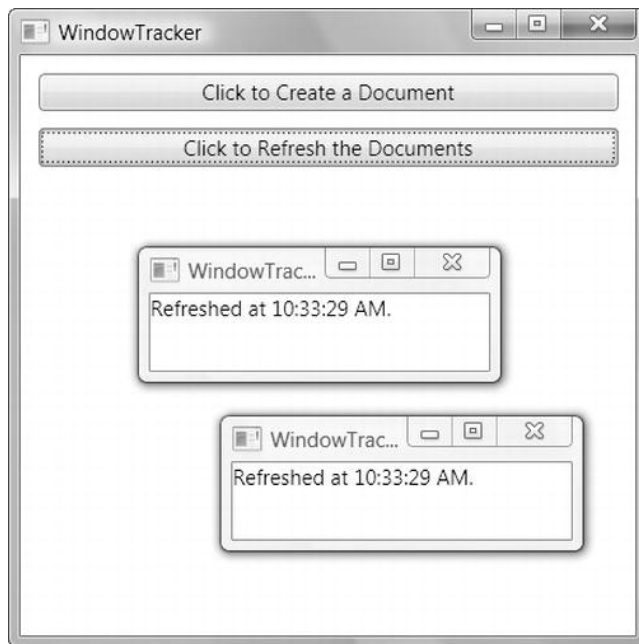 WindowTracker
Click to Create a Document
Click to Refresh the Documents
WindowTrac...
Refreshed at 10:33:29 AM.
WindowTrac...
Refreshed at 10:33:29 AM.